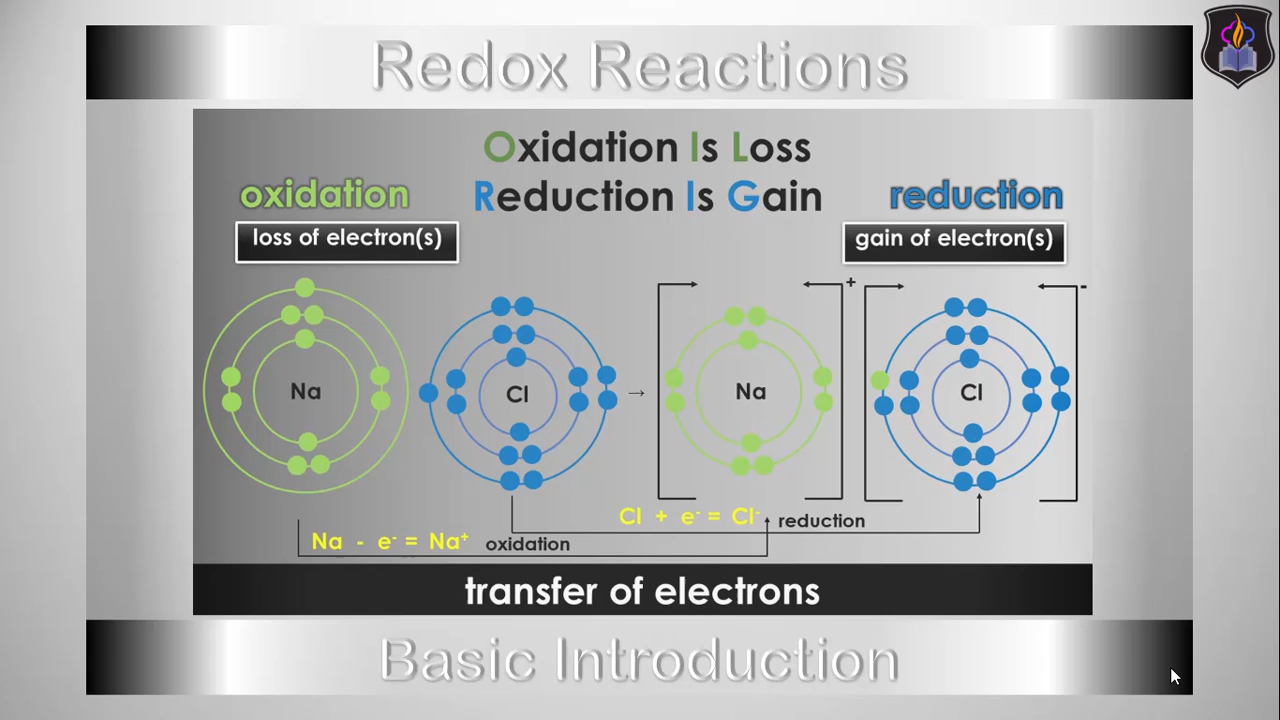 Redox Reactions
Oxidation Is Loss
Reduction Is Gain
oxidation
loss of electron(s)
reduction
gain of electron(s)
Na
Cl
→
Na
+
Cl
-
Cl + e⁻ = Cl⁻
reduction
Na - e⁻ = Na⁺
oxidation
transfer of electrons
Basic Introduction